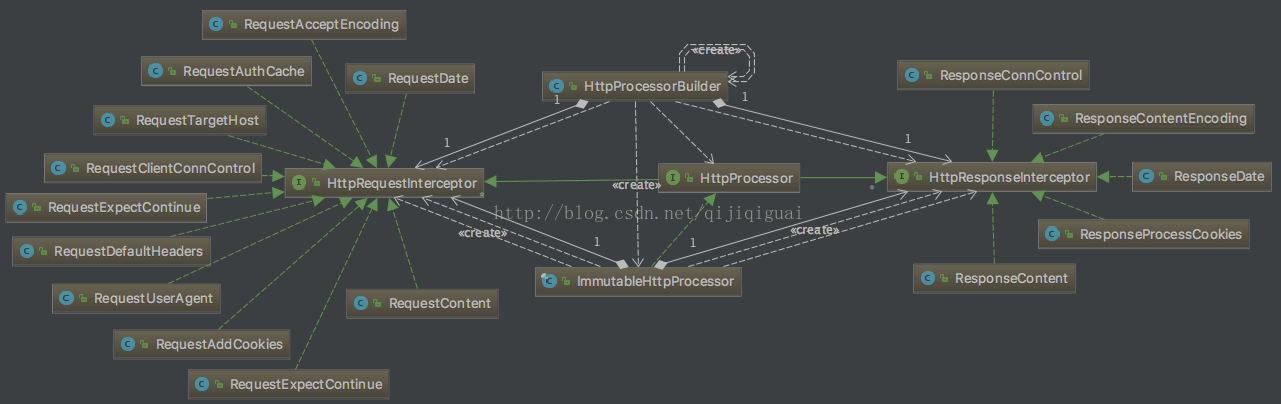 RequestAcceptEncoding
«create»
RequestAuthCache
RequestDate
HttpProcessorBuilder
ResponseConnControl
1
1
RequestTargetHost
ResponseContentEncoding
1
1
RequestClientConnControl
HttpRequestInterceptor
*
«create»
HttpProcessor
*
HttpResponseInterceptor
ResponseDate
RequestExpectContinue
http://blog.csdn.net/qijiqiguai
«create»
«create»
ResponseProcessCookies
RequestDefaultHeaders
1
1
ImmutableHttpProcessor
ResponseContent
RequestUserAgent
RequestContent
RequestAddCookies
RequestExpectContinue